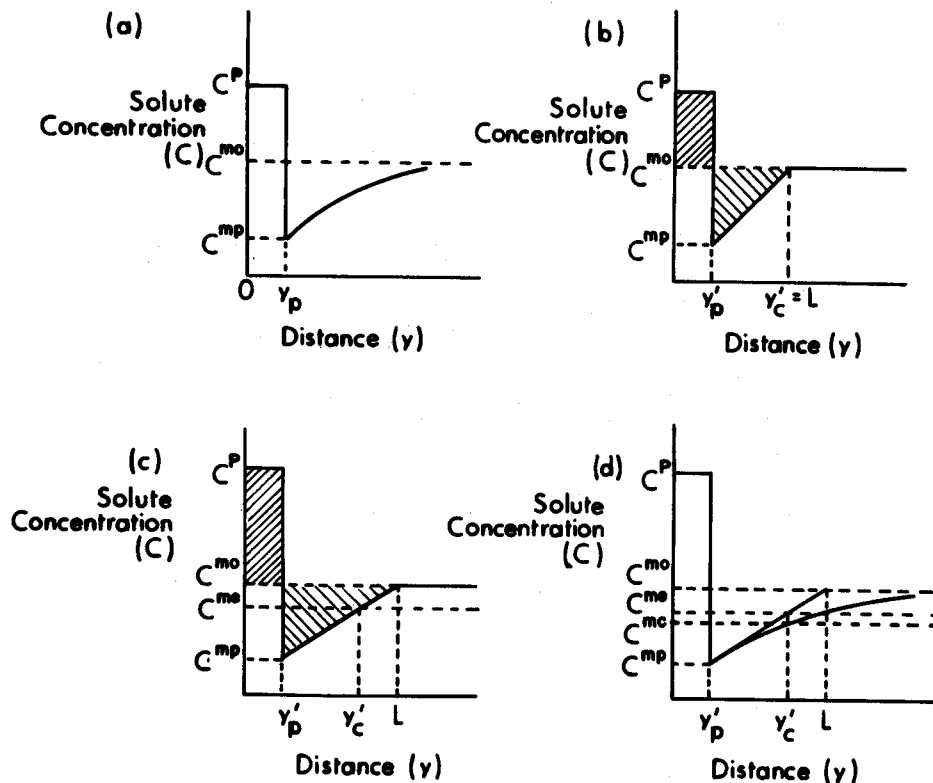 (a)
C^P
Solute
Concentration
(C) C^mo
C^mp
O y_p
Distance (y)
(b)
C^P
Solute
Concentration
(C) C^mo
C^mp
y'_p y'_c = L
Distance (y)
(c)
C^P
Solute
Concentration
(C)
C^mo
C^me
C^mp
y'_p y'_c L
Distance (y)
(d)
C^P
Solute
Concentration
(C)
C^mo
C^me
C^mc
C^mp
y'_p y'_c L
Distance (y)